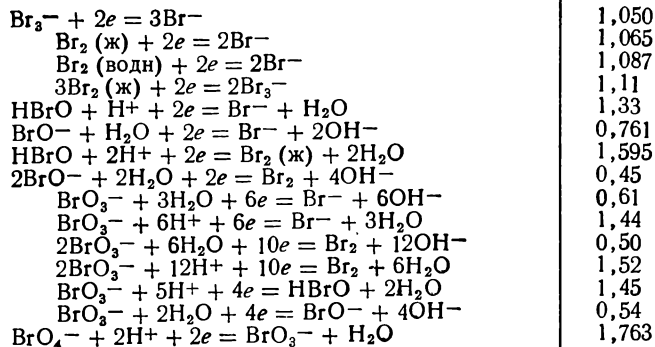 Br₃⁻ + 2e = 3Br⁻ 1,050
Br₂ (ж) + 2e = 2Br⁻ 1,065
Br₂ (водн) + 2e = 2Br⁻ 1,087
3Br₂ (ж) + 2e = 2Br₃⁻ 1,11
HBrO + H⁺ + 2e = Br⁻ + H₂O 1,33
BrO⁻ + H₂O + 2e = Br⁻ + 2OH⁻ 0,761
HBrO + 2H⁺ + 2e = Br₂ (ж) + 2H₂O 1,595
2BrO⁻ + 2H₂O + 2e = Br₂ + 4OH⁻ 0,45
BrO₃⁻ + 3H₂O + 6e = Br⁻ + 6OH⁻ 0,61
BrO₃⁻ + 6H⁺ + 6e = Br⁻ + 3H₂O 1,44
2BrO₃⁻ + 6H₂O + 10e = Br₂ + 12OH⁻ 0,50
2BrO₃⁻ + 12H⁺ + 10e = Br₂ + 6H₂O 1,52
BrO₃⁻ + 5H⁺ + 4e = HBrO + 2H₂O 1,45
BrO₃⁻ + 2H₂O + 4e = BrO⁻ + 4OH⁻ 0,54
BrO₄⁻ + 2H⁺ + 2e = BrO₃⁻ + H₂O 1,763